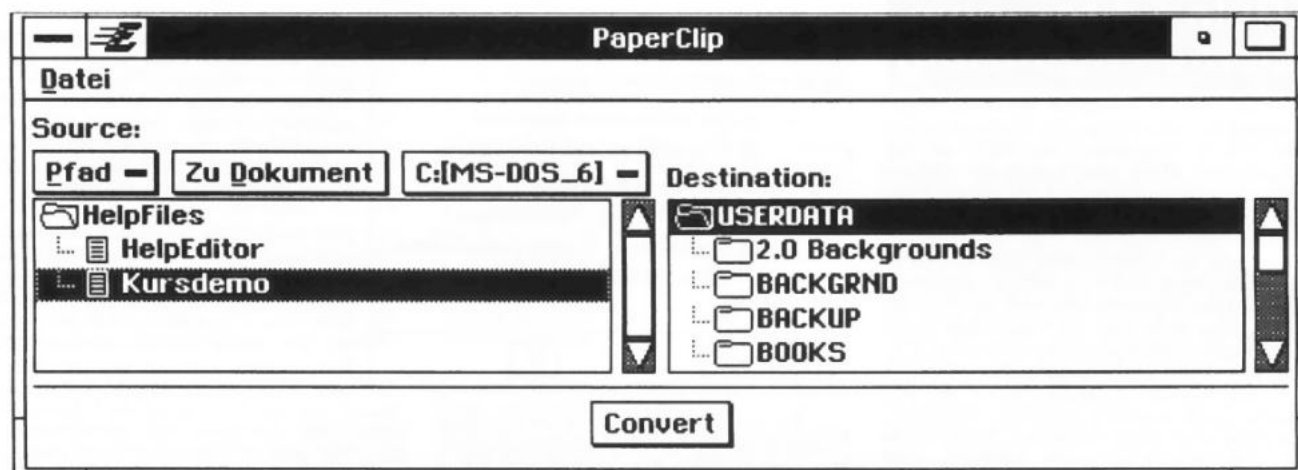 PaperClip
Datei
Source:
Pfad Zu Dokument C:[MS-DOS_6] Destination:
HelpFiles
HelpEditor
Kursdemo
USERDATA
2.0 Backgrounds
BACKGRND
BACKUP
BOOKS
Convert